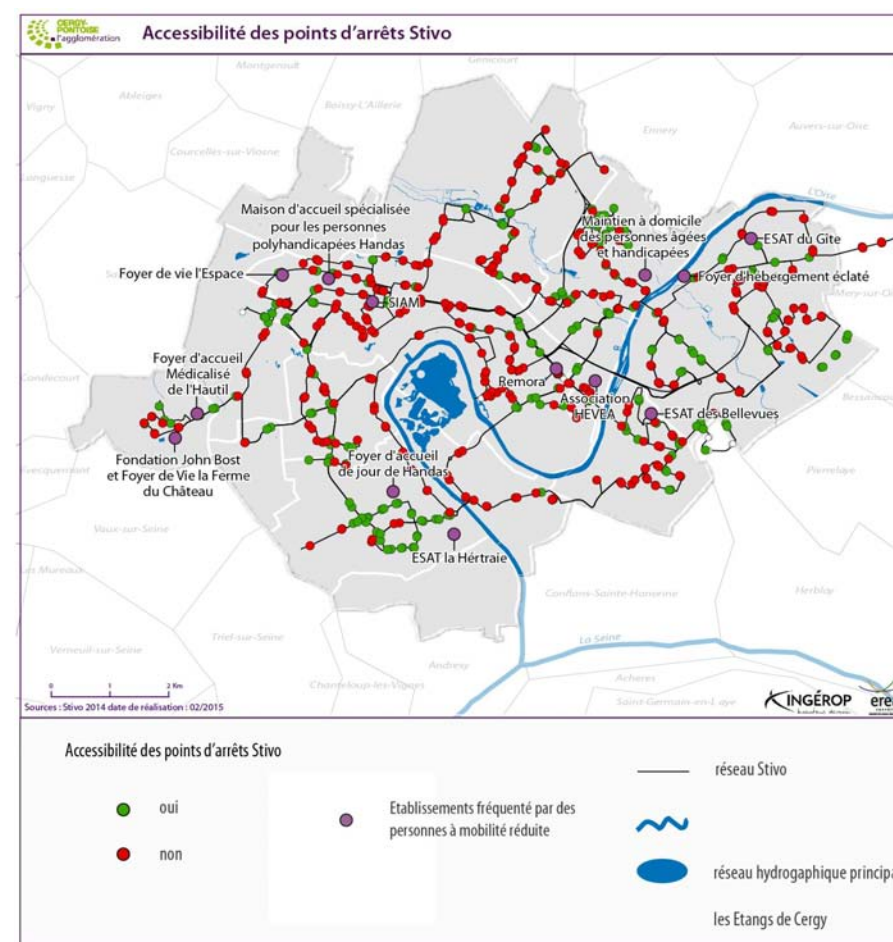 CERGY-
PONTOISE
l'agglomération
Accessibilité des points d'arrêts Stivo
Montgeroult
Génicourt
Ableiges
Vigny
Boissy-L'Aillerie
Ennery
Auvers-sur-Oise
Courcelles-sur-Viosne
Longuesse
L'Oise
Maison d'accueil spécialisée
pour les personnes
polyhandicapées Handas
Maintien à domicile
des personnes âgées
et handicapées
ESAT du Gîte
Foyer de vie l'Espace
Foyer d'hébergement éclaté
SIAM
Mery-sur-Oi
Foyer d'accueil
Médicalisé
de l'Hautil
Condecourt
Remora
Association
HEVEA
ESAT des Bellevues
Bessancou
Fondation John Bost
et Foyer de Vie la Ferme
du Château
Foyer d'accueil
de jour de Handas
Pierrelaye
Vaux-sur-Seine
ESAT la Hértraie
Conflans-Sainte-Honorine
Herblay
Verneuil-sur-Seine
Triel-sur-Seine
La Seine
Andresy
Chanteloup-les-Vignes
Acheres
Saint-Germain-en-Laye
0 1 2 Km
Sources : Stivo 2014 date de réalisation : 02/2015
INGÉROP
Accessibilité des points d'arrêts Stivo
oui
non
Etablissements fréquenté par des
personnes à mobilité réduite
réseau Stivo
réseau hydrogaphique principa
les Etangs de Cergy